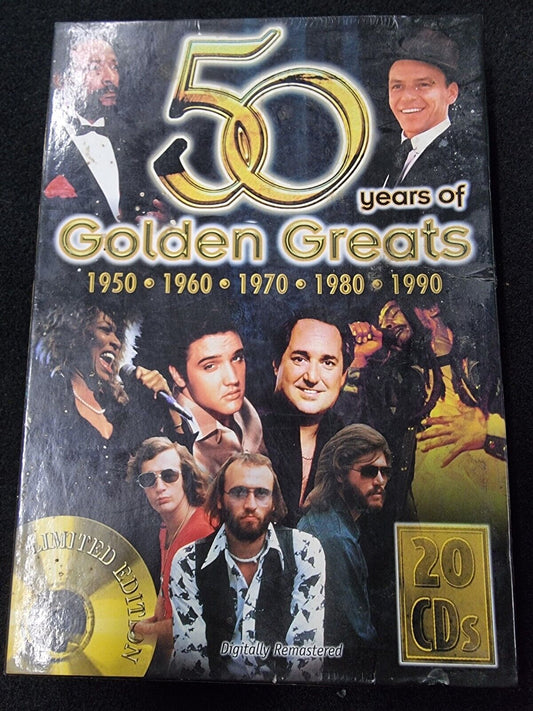 50
years of
Golden Greats
1950 • 1960 • 1970 • 1980 • 1990
LIMITED EDITION
20
CDs
Digitally Remastered